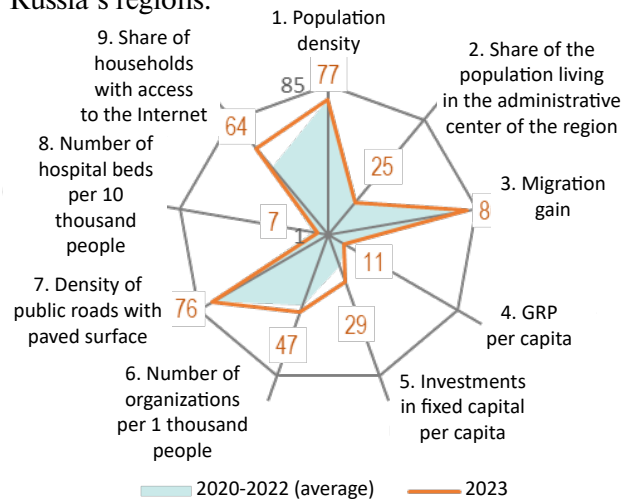 Russia's regions.
1. Population
density
77
85
9. Share of
households
with access
to the Internet
64
2. Share of the
population living
in the administrative
center of the region
25
8. Number of
hospital beds
per 10
thousand
people
7
1
3. Migration
gain
8
11
7. Density of
public roads with
paved surface
76
4. GRP
per capita
29
47
6. Number of
organizations
per 1 thousand
people
5. Investments
in fixed capital
per capita
2020-2022 (average)
2023